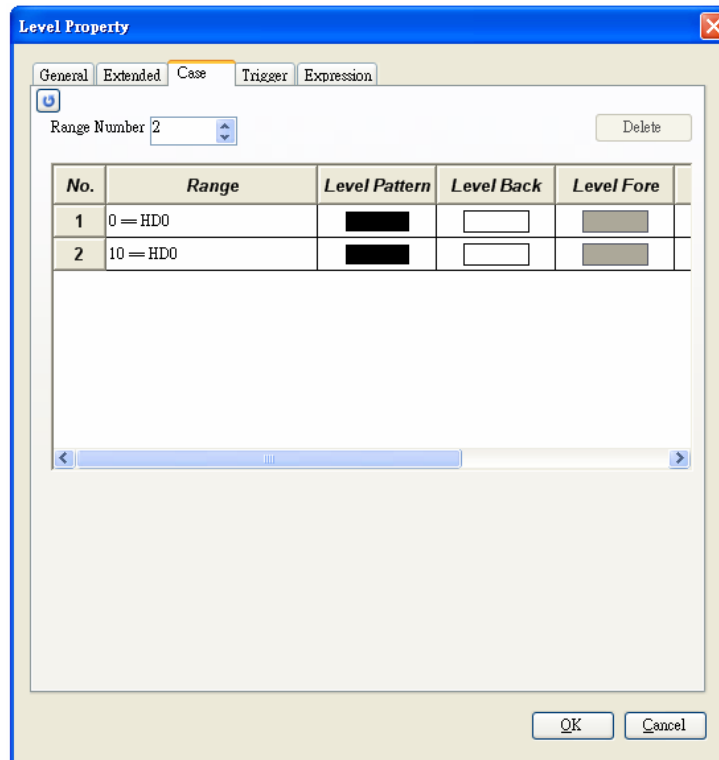 Level Property
General Extended Case Trigger Expression
Range Number 2 Delete
No. Range Level Pattern Level Back Level Fore
1 0 == HD0
2 10 == HD0
OK Cancel